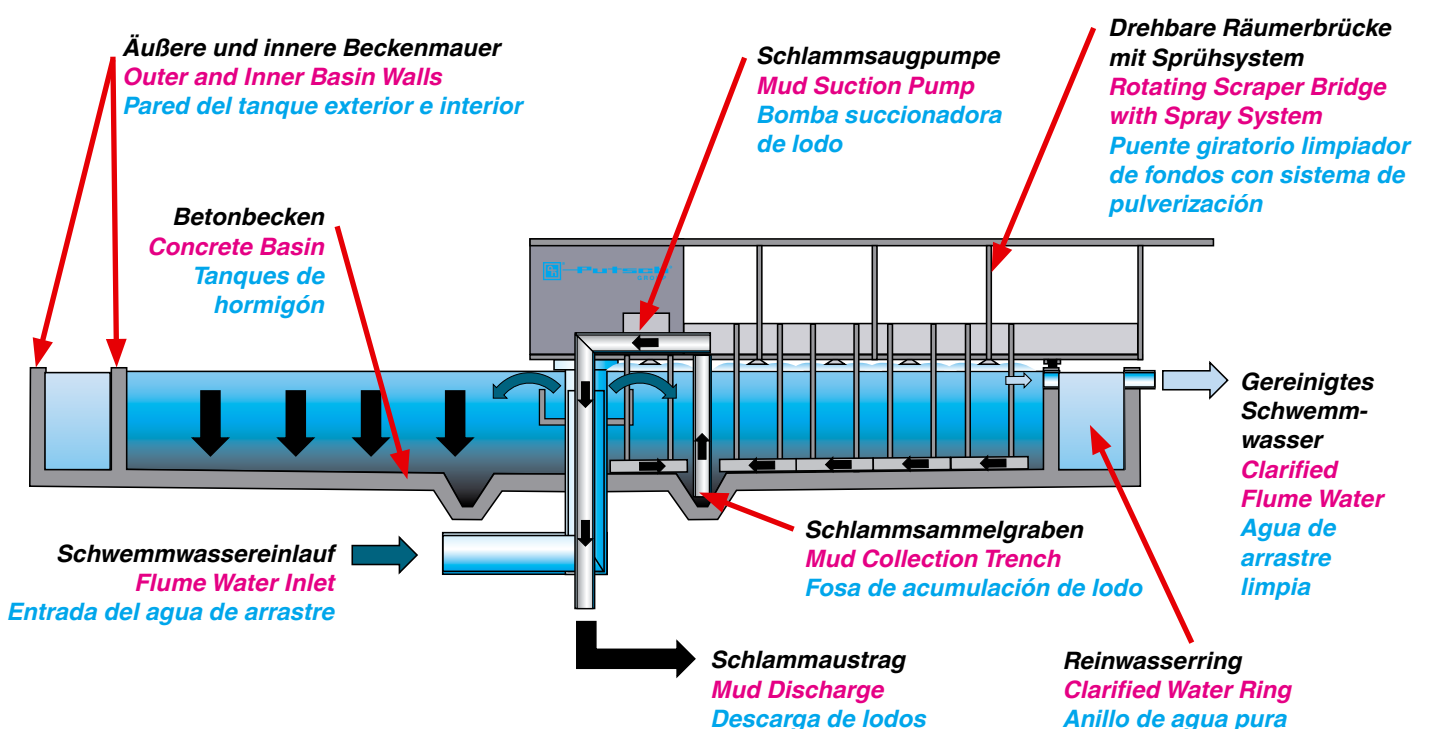 Äußere und innere Beckenmauer
Outer and Inner Basin Walls
Pared del tanque exterior e interior
Schlammsaugpumpe
Mud Suction Pump
Bomba succionadora
de lodo
Drehbare Räumerbrücke
mit Sprühsystem
Rotating Scraper Bridge
with Spray System
Puente giratorio limpiador
de fondos con sistema de
pulverización
Betonbecken
Concrete Basin
Tanques de
hormigón
Putsch
Gereinigtes
Schwemm-
wasser
Clarified
Flume Water
Agua de
arrastre
limpia
Schwemmwassereinlauf
Flume Water Inlet
Entrada del agua de arrastre
Schlammsammelgraben
Mud Collection Trench
Fosa de acumulación de lodo
Schlammaustrag
Mud Discharge
Descarga de lodos
Reinwasserring
Clarified Water Ring
Anillo de agua pura